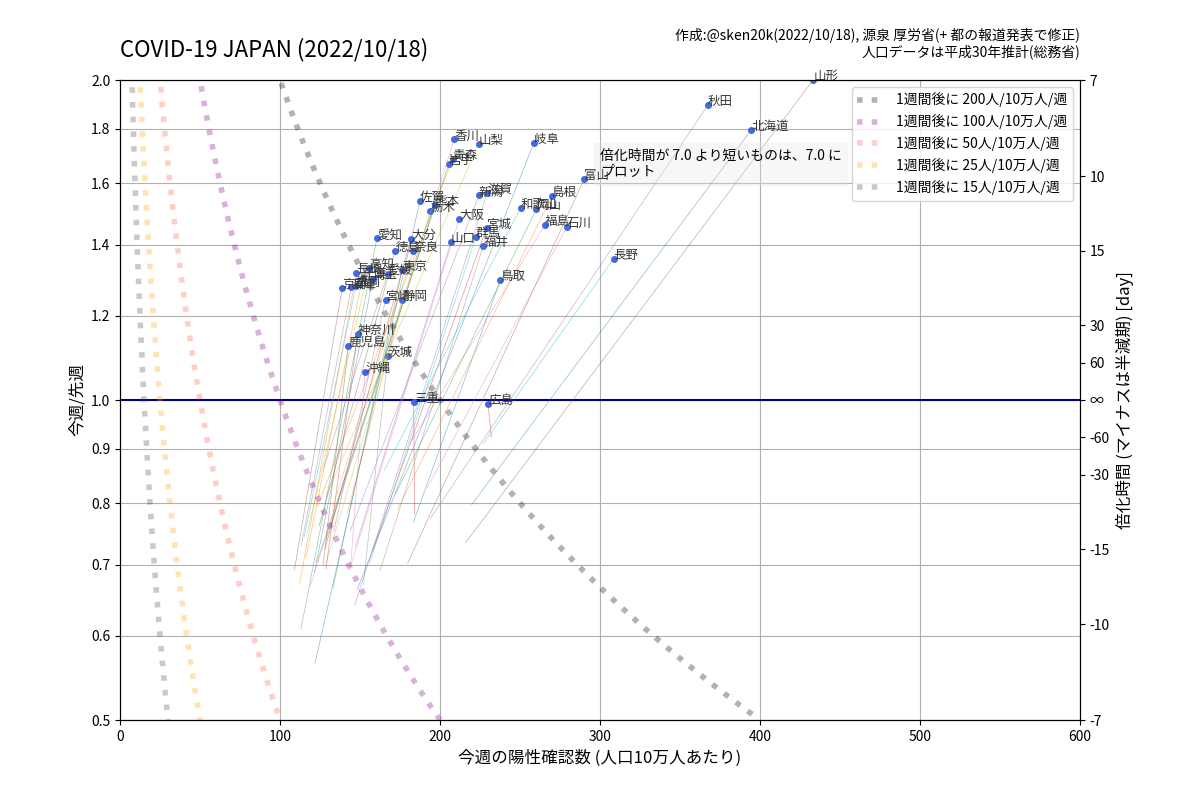 COVID-19 JAPAN (2022/10/18)
作成:@sken20k(2022/10/18), 源泉 厚労省(+ 都の報道発表で修正)
人口データは平成30年推計(総務省)
1週間後に 200人/10万人/週
1週間後に 100人/10万人/週
1週間後に 50人/10万人/週
1週間後に 25人/10万人/週
1週間後に 15人/10万人/週
倍化時間が 7.0 より短いものは、7.0 に
プロット
山形
秋田
北海道
香川
山梨
岐阜
青森
岩手
富山
佐賀
熊本
栃木
新潟
滋賀
島根
和歌山
岡山
大阪
宮城
福島
石川
愛知
大分
山口
群馬
福井
徳島
奈良
長野
高知
愛媛
東京
鳥取
京都
宮崎
静岡
神奈川
鹿児島
茨城
沖縄
三重
広島
2.0
1.8
1.6
1.4
1.2
1.0
0.9
0.8
0.7
0.6
0.5
今週/先週
7
10
15
30
60
∞
-60
-30
-15
-10
-7
倍化時間 (マイナスは半減期) [day]
0
100
200
300
400
500
600
今週の陽性確認数 (人口10万人あたり)